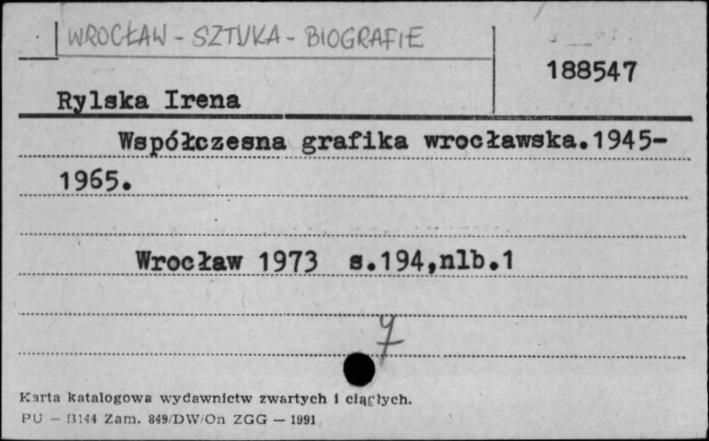 WROCŁAW - SZTUKA - BIOGRAFIE
188547
Rylska Irena
Współczesna grafika wrocławska.1945-
1965.
Wrocław 1973 s.194,nlb.1
7
Karta katalogowa wydawnictw zwartych i ciągłych.
PU — B144 Zam. 849/DW/On ZGG — 1991